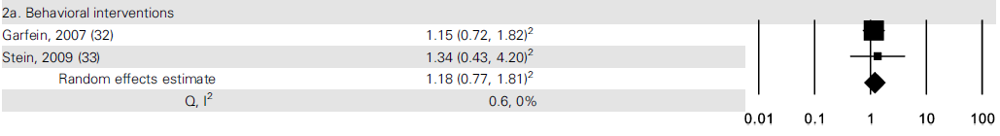 2a. Behavioral interventions
Garfein, 2007 (32) 1.15 (0.72, 1.82)²
Stein, 2009 (33) 1.34 (0.43, 4.20)²
Random effects estimate 1.18 (0.77, 1.81)²
Q, I² 0.6, 0%
0.01 0.1 1 10 100